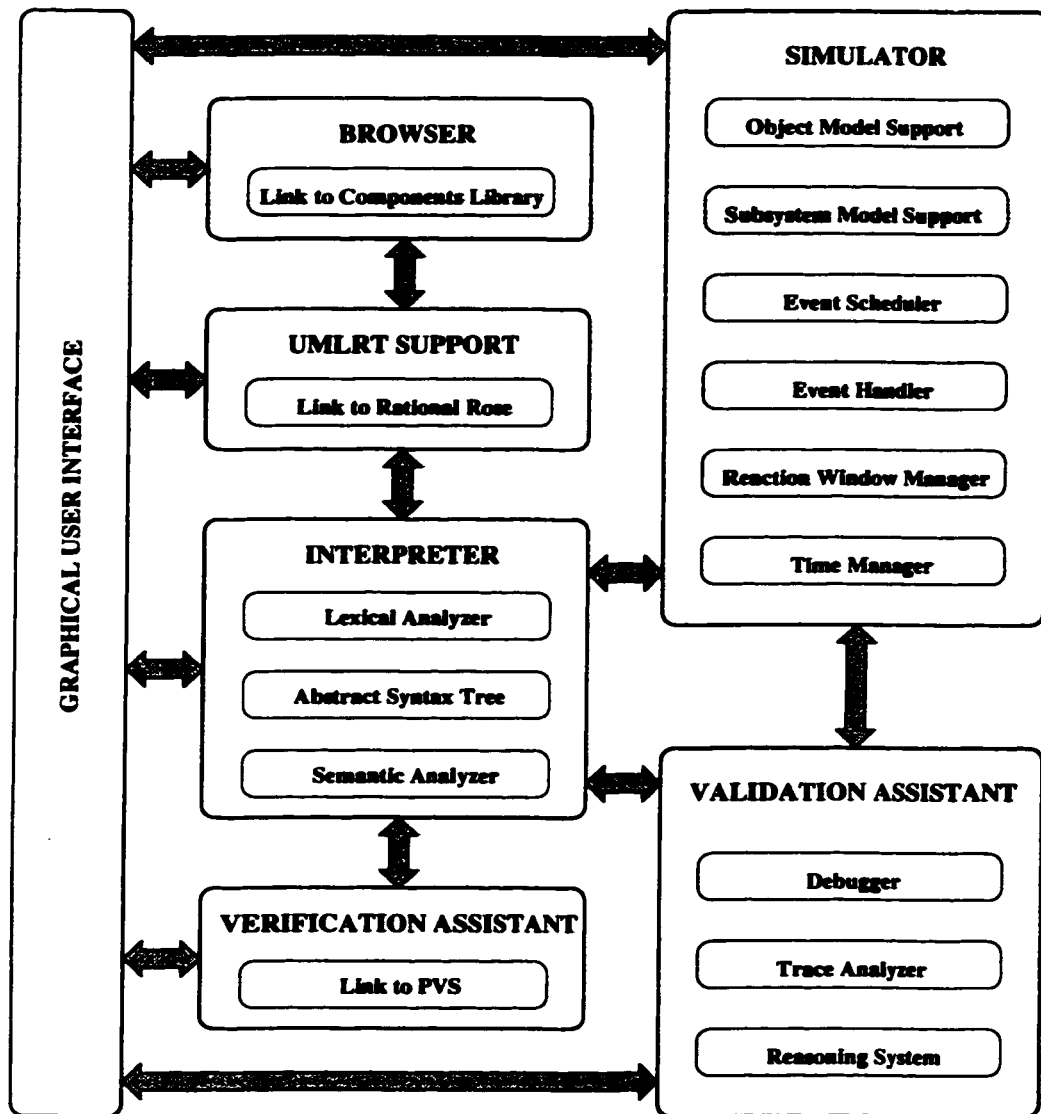 GRAPHICAL USER INTERFACE
BROWSER
Link to Components Library
UMLRT SUPPORT
Link to Rational Rose
INTERPRETER
Lexical Analyzer
Abstract Syntax Tree
Semantic Analyzer
VERIFICATION ASSISTANT
Link to PVS
SIMULATOR
Object Model Support
Subsystem Model Support
Event Scheduler
Event Handler
Reaction Window Manager
Time Manager
VALIDATION ASSISTANT
Debugger
Trace Analyzer
Reasoning System